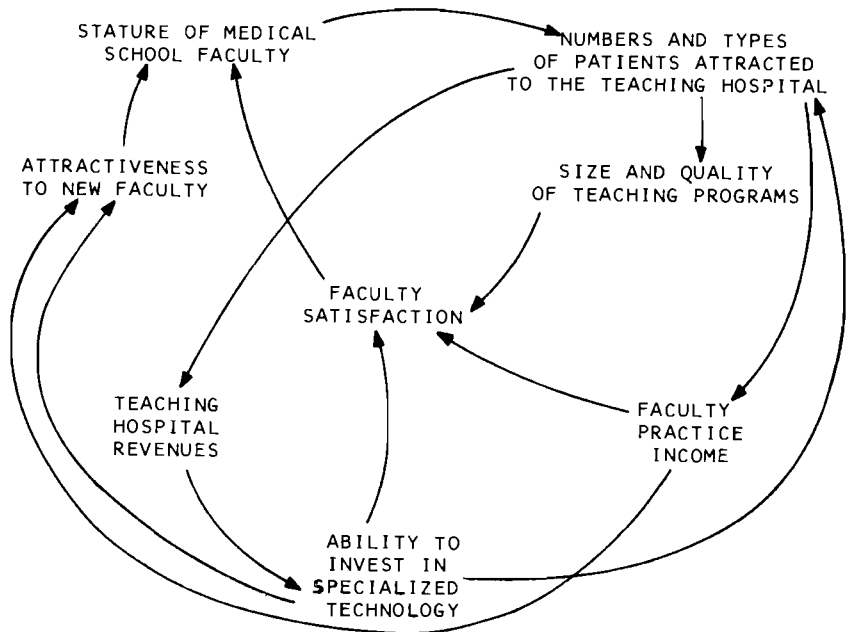 STATURE OF MEDICAL
SCHOOL FACULTY
NUMBERS AND TYPES
OF PATIENTS ATTRACTED
TO THE TEACHING HOSPITAL
ATTRACTIVENESS
TO NEW FACULTY
SIZE AND QUALITY
OF TEACHING PROGRAMS
FACULTY
SATISFACTION
TEACHING
HOSPITAL
REVENUES
FACULTY
PRACTICE
INCOME
ABILITY TO
INVEST IN
SPECIALIZED
TECHNOLOGY